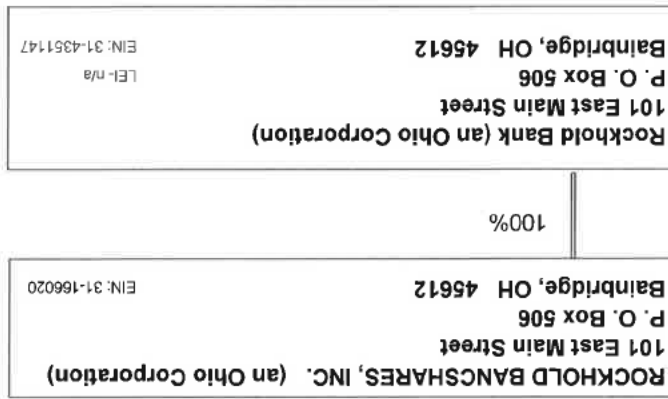 ROCKHOLD BANCSHARES, INC. (an Ohio Corporation)
101 East Main Street
P. O. Box 506
Bainbridge, OH 45612 EIN: 31-166020
100%
Rockhold Bank (an Ohio Corporation)
101 East Main Street
P. O. Box 506 LEI- n/a
Bainbridge, OH 45612 EIN: 31-4351147